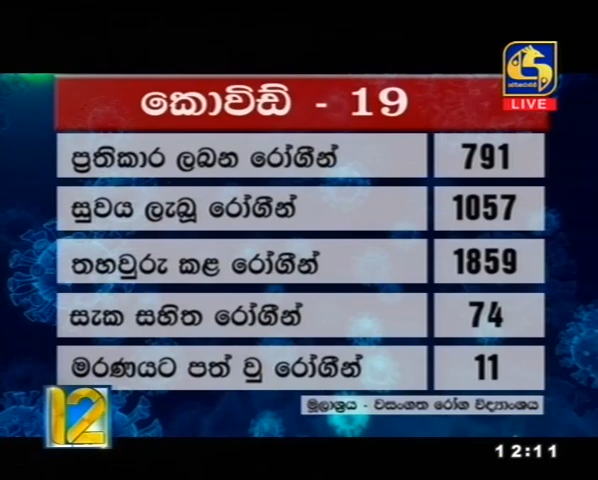 LIVE
කොවිඩ් - 19
ප්‍රතිකාර ලබන රෝගීන් 791
සුවය ලැබූ රෝගීන් 1057
තහවුරු කළ රෝගීන් 1859
සැක සහිත රෝගීන් 74
මරණයට පත් වු රෝගීන් 11
මූලාශ්‍රය - වසංගත රෝග විද්‍යාංශය
12
12:11